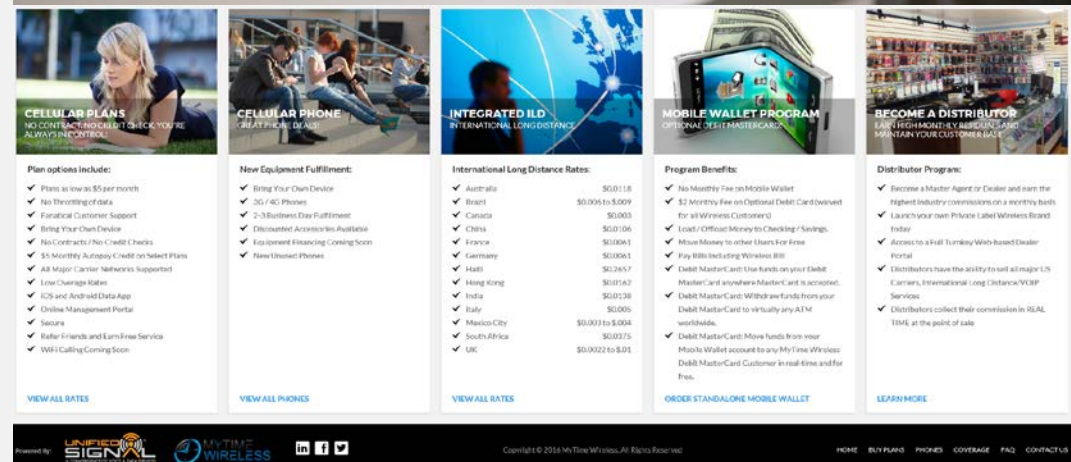 CELLULAR PLANS
NO CONTRACT, NO CREDIT CHECK, YOU'RE
ALWAYS IN CONTROL!
Plan options include:
Plans as low as $5 per month
No Throttling of data
Fanatical Customer Support
Bring Your Own Device
No Contracts / No Credit Checks
$5 Monthly Autopay Credit on Select Plans
All Major Carrier Networks Supported
Low Overage Rates
iOS and Android Data App
Online Management Portal
Secure
Refer Friends and Earn Free Service
WiFi Calling Coming Soon
VIEW ALL RATES
CELLULAR PHONE
GREAT PHONE DEALS!
New Equipment Fulfillment:
Bring Your Own Device
3G / 4G Phones
2-3 Business Day Fulfillment
Discounted Accessories Available
Equipment Financing Coming Soon
New Unused Phones
VIEW ALL PHONES
INTEGRATED ILD
INTERNATIONAL LONG DISTANCE
International Long Distance Rates:
Australia $0.0118
Brazil $0.006 to $.009
Canada $0.003
China $0.0106
France $0.0061
Germany $0.0061
Haiti $0.2657
Hong Kong $0.0162
India $0.0138
Italy $0.005
Mexico City $0.003 to $.004
South Africa $0.0375
UK $0.0022 to $.01
VIEW ALL RATES
MOBILE WALLET PROGRAM
OPTIONAL DEBIT MASTERCARD!
Program Benefits:
No Monthly Fee on Mobile Wallet
$2 Monthly Fee on Optional Debit Card (waived
for all Wireless Customers)
Load / Offload Money to Checking / Savings.
Move Money to other Users For Free
Pay Bills Including Wireless Bill
Debit MasterCard: Use funds on your Debit
MasterCard anywhere MasterCard is accepted.
Debit MasterCard: Withdraw funds from your
Debit MasterCard to virtually any ATM
worldwide.
Debit MasterCard: Move funds from your
Mobile Wallet account to any MyTime Wireless
Debit MasterCard Customer in real-time and for
free.
ORDER STANDALONE MOBILE WALLET
BECOME A DISTRIBUTOR
EARN HIGH MONTHLY RESIDUALS AND
MAINTAIN YOUR CUSTOMER BASE
Distributor Program:
Become a Master Agent or Dealer and earn the
highest Industry commissions on a monthly basis
Launch your own Private Label Wireless Brand
today
Access to a Full Turnkey Web-based Dealer
Portal
Distributors have the ability to sell all major US
Carriers, International Long Distance/VOIP
Services
Distributors collect their commission in REAL
TIME at the point of sale
LEARN MORE
Powered By: UNIFIED SIGNAL
MYTIME WIRELESS
Copyright © 2016 MyTime Wireless, All Rights Reserved
HOME BUY PLANS PHONES COVERAGE FAQ CONTACT US